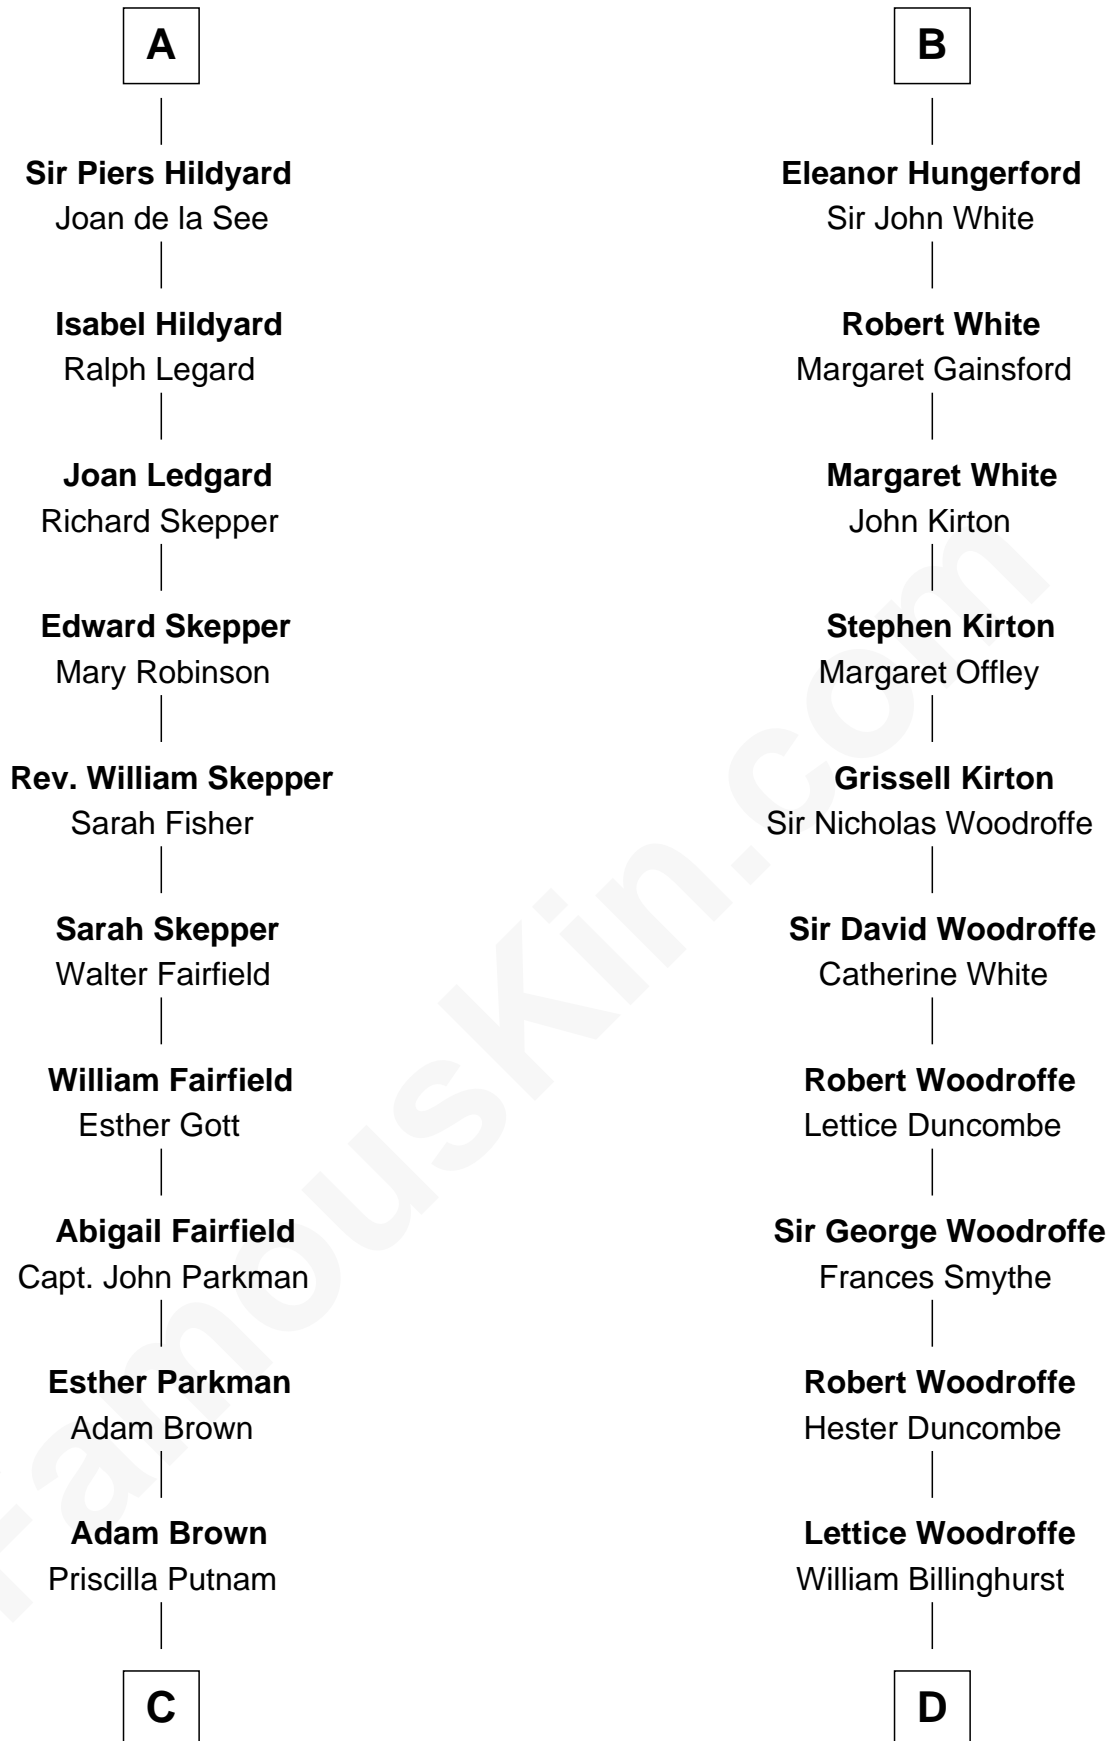 A
Sir Piers Hildyard
Joan de la See
Isabel Hildyard
Ralph Legard
Joan Ledgard
Richard Skepper
Edward Skepper
Mary Robinson
Rev. William Skepper
Sarah Fisher
Sarah Skepper
Walter Fairfield
William Fairfield
Esther Gott
Abigail Fairfield
Capt. John Parkman
Esther Parkman
Adam Brown
Adam Brown
Priscilla Putnam
C
B
Eleanor Hungerford
Sir John White
Robert White
Margaret Gainsford
Margaret White
John Kirton
Stephen Kirton
Margaret Offley
Grissell Kirton
Sir Nicholas Woodroffe
Sir David Woodroffe
Catherine White
Robert Woodroffe
Lettice Duncombe
Sir George Woodroffe
Frances Smythe
Robert Woodroffe
Hester Duncombe
Lettice Woodroffe
William Billinghurst
D
FamousKin.com